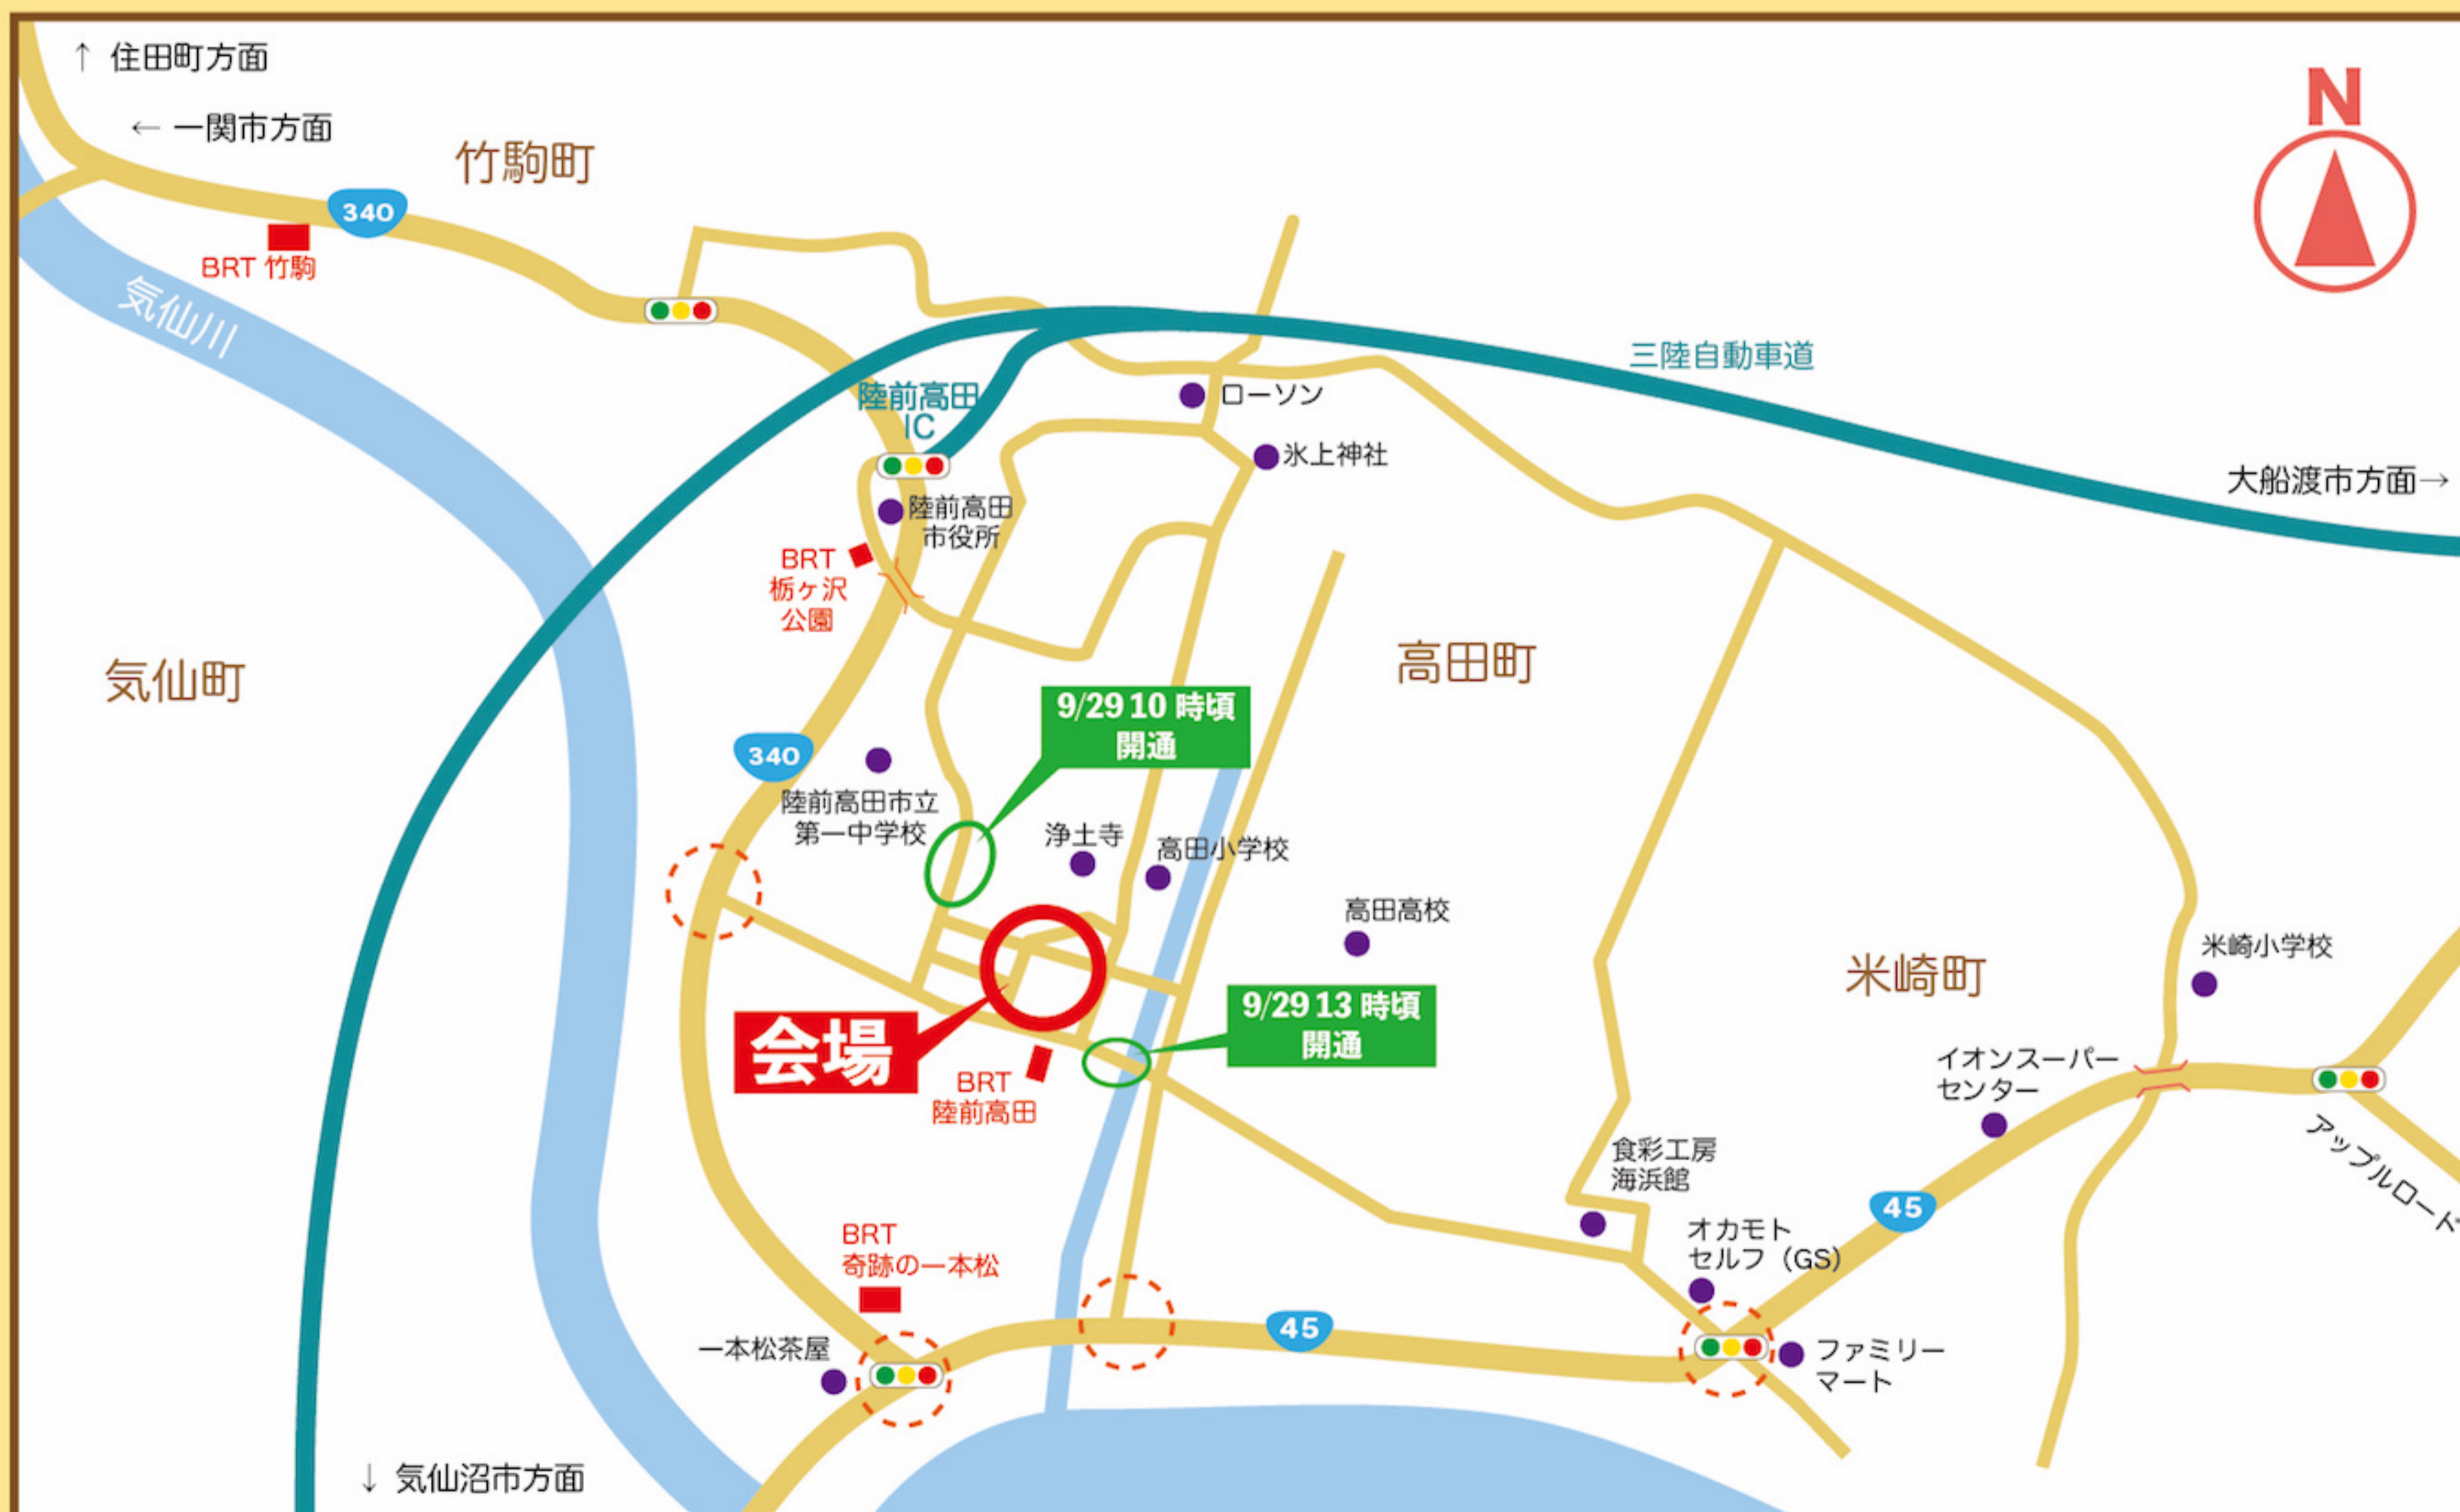 ↑ 住田町方面
← 一関市方面
竹駒町
N
340
BRT 竹駒
気仙川
三陸自動車道
陸前高田
IC
ローソン
氷上神社
大船渡市方面→
陸前高田
市役所
BRT
栃ヶ沢
公園
気仙町
高田町
9/29 10 時頃
開通
340
陸前高田市立
第一中学校
浄土寺
高田小学校
高田高校
米崎町
米崎小学校
9/29 13 時頃
開通
会場
BRT
陸前高田
イオンスーパー
センター
アップルロード
食彩工房
海浜館
45
オカモト
セルフ（GS）
BRT
奇跡の一本松
45
一本松茶屋
ファミリー
マート
↓ 気仙沼市方面